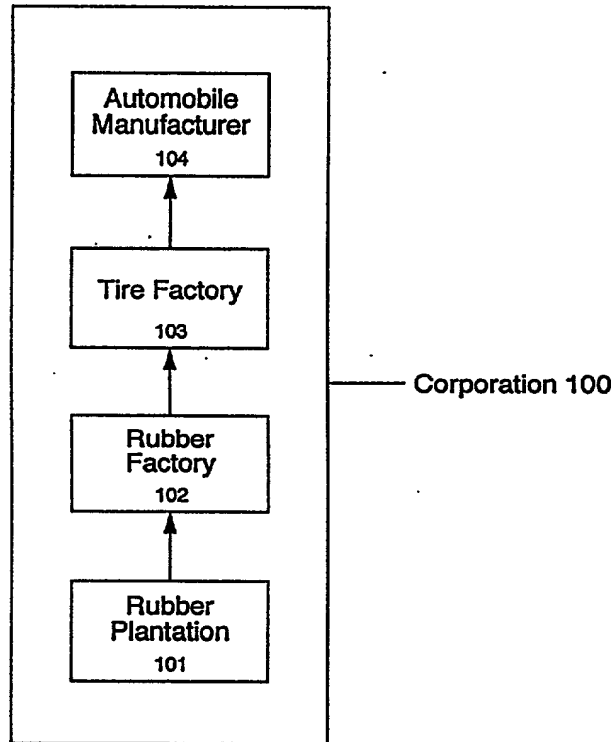 Automobile
Manufacturer
104
Tire Factory
103
Corporation 100
Rubber
Factory
102
Rubber
Plantation
101